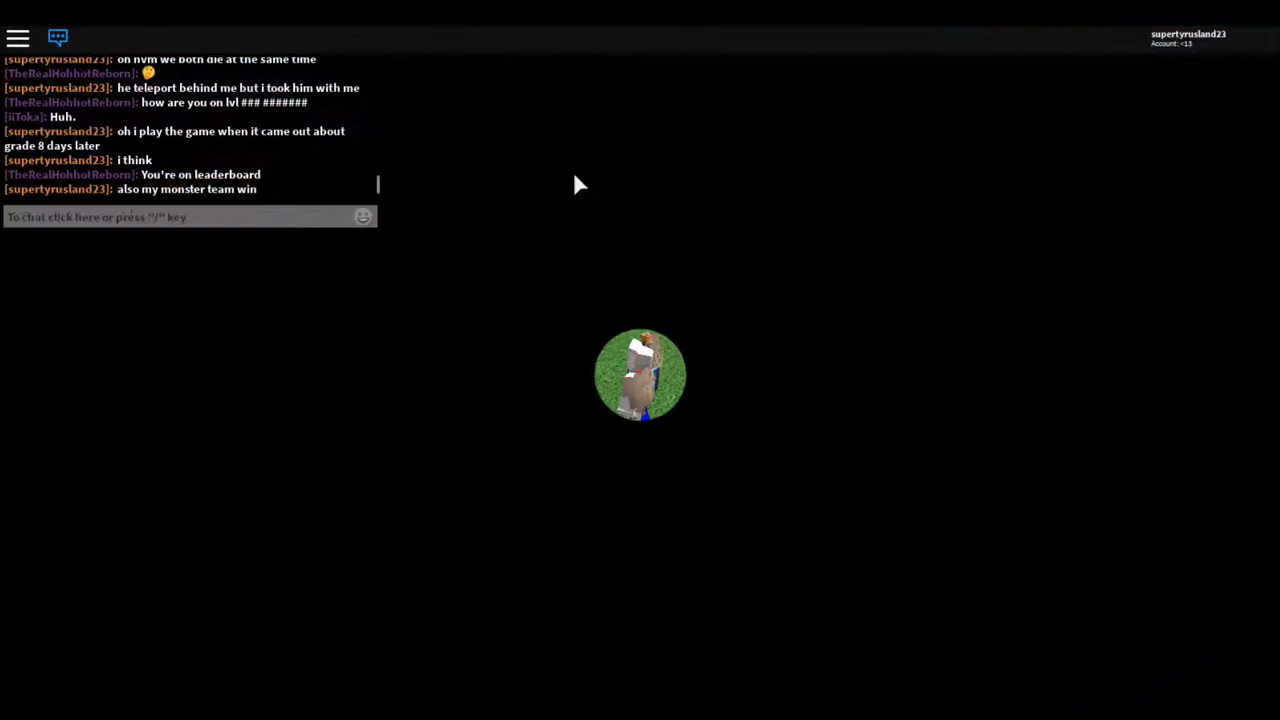 supertyrusland23
Account: <13
[supertyrusland23]: oh nvm we both die at the same time
[TheRealHohhotReborn]: 🤔
[supertyrusland23]: he teleport behind me but i took him with me
[TheRealHohhotReborn]: how are you on lvl ### #######
[iiToka]: Huh.
[supertyrusland23]: oh i play the game when it came out about
grade 8 days later
[supertyrusland23]: i think
[TheRealHohhotReborn]: You're on leaderboard
[supertyrusland23]: also my monster team win
To chat click here or press "/" key